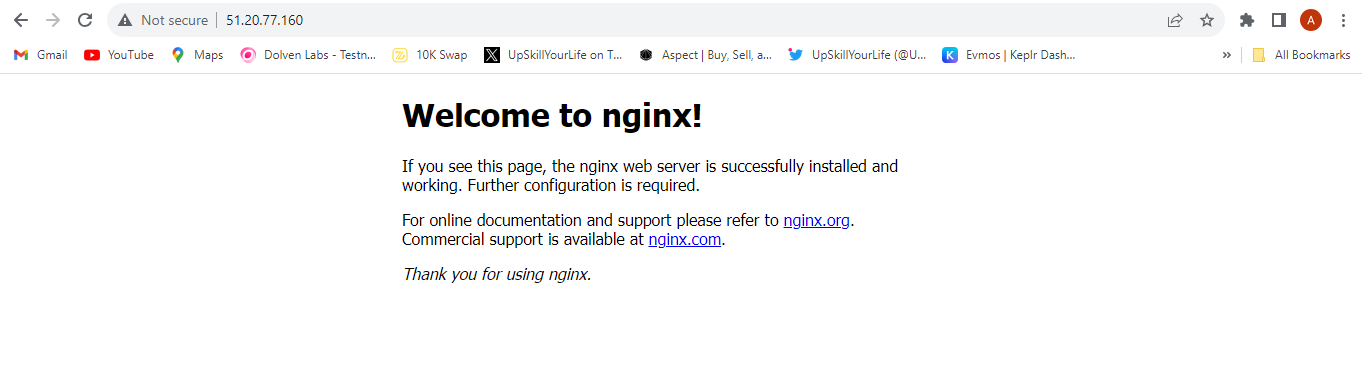 Not secure 51.20.77.160
A
Gmail YouTube Maps Dolven Labs - Testn... 10K Swap UpSkillYourLife on T... Aspect | Buy, Sell, a... UpSkillYourLife (@U... Evmos | Keplr Dash... » All Bookmarks
Welcome to nginx!
If you see this page, the nginx web server is successfully installed and
working. Further configuration is required.
For online documentation and support please refer to nginx.org.
Commercial support is available at nginx.com.
Thank you for using nginx.